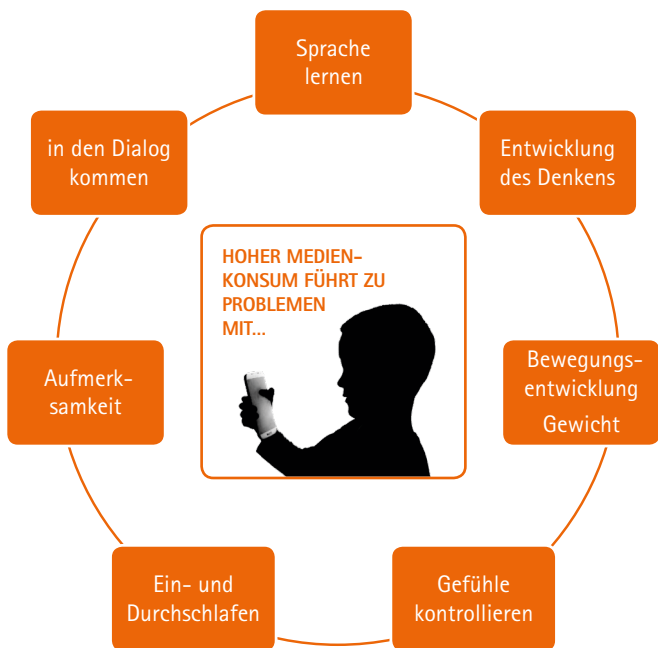 Sprache
lernen
Entwicklung
des Denkens
Bewegungs-
entwicklung
Gewicht
Gefühle
kontrollieren
Ein- und
Durchschlafen
Aufmerk-
samkeit
in den Dialog
kommen
HOHER MEDIEN-
KONSUM FÜHRT ZU
PROBLEMEN
MIT...